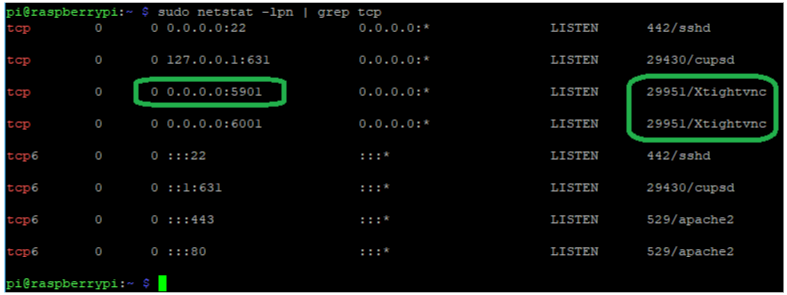 pi@raspberrypi:~ $ sudo netstat -lpn | grep tcp
tcp 0 0 0.0.0.0:22 0.0.0.0:* LISTEN 442/sshd
tcp 0 0 127.0.0.1:631 0.0.0.0:* LISTEN 29430/cupsd
tcp 0 0 0.0.0.0:5901 0.0.0.0:* LISTEN 29951/Xtightvnc
tcp 0 0 0.0.0.0:6001 0.0.0.0:* LISTEN 29951/Xtightvnc
tcp6 0 0 :::22 :::* LISTEN 442/sshd
tcp6 0 0 ::1:631 :::* LISTEN 29430/cupsd
tcp6 0 0 :::443 :::* LISTEN 529/apache2
tcp6 0 0 :::80 :::* LISTEN 529/apache2
pi@raspberrypi:~ $